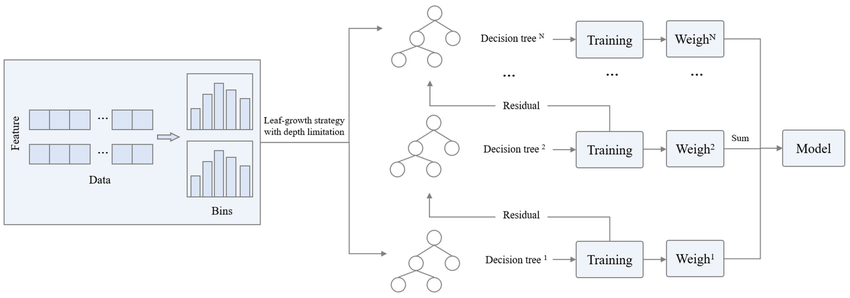 Feature
...
...
Data
Bins
Leaf-growth strategy
with depth limitation
Decision tree N
Training
Weigh N
...
...
...
Residual
Decision tree 2
Training
Weigh 2
Sum
Model
Residual
Decision tree 1
Training
Weigh 1